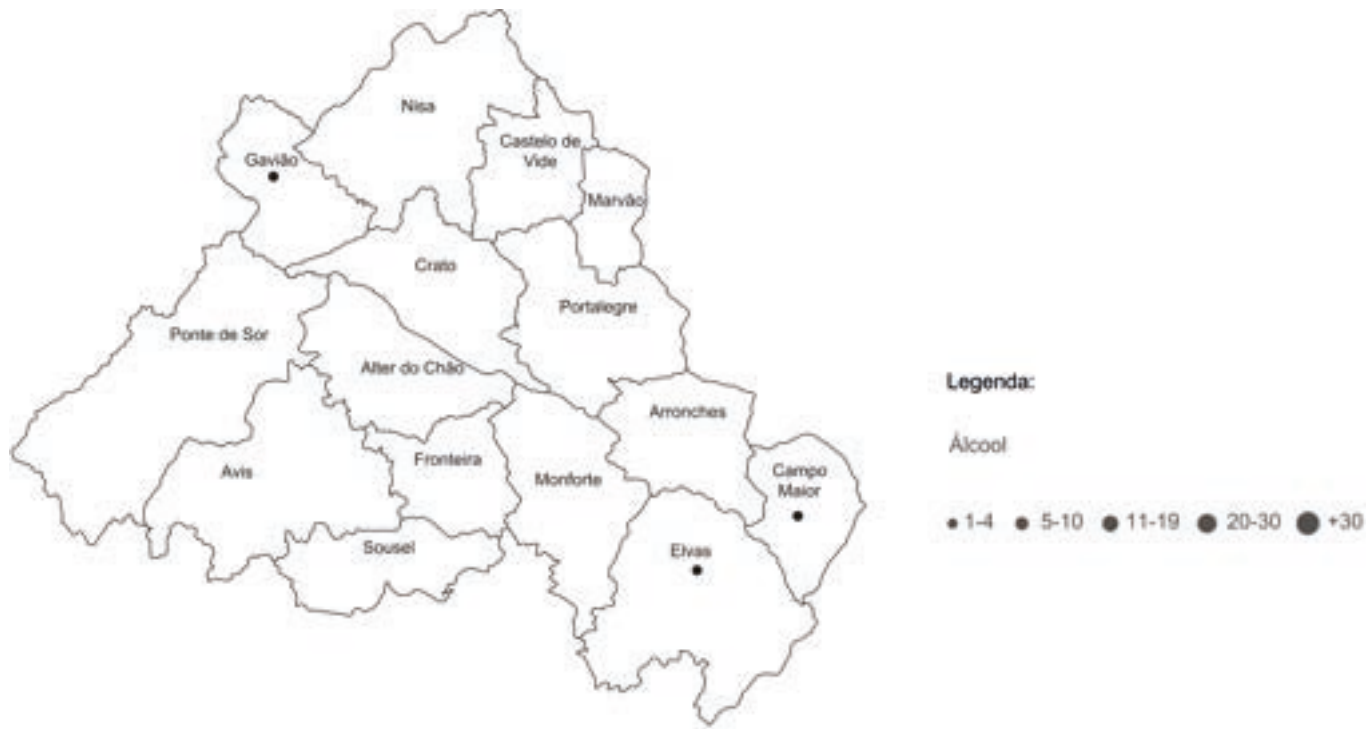 Nisa
Castelo de
Vide
Gavião
Marvão
Crato
Portalegre
Ponte de Sor
Alter do Chão
Arronches
Avis
Fronteira
Monforte
Campo
Maior
Sousel
Elvas
Legenda:
Álcool
1-4 5-10 11-19 20-30 +30